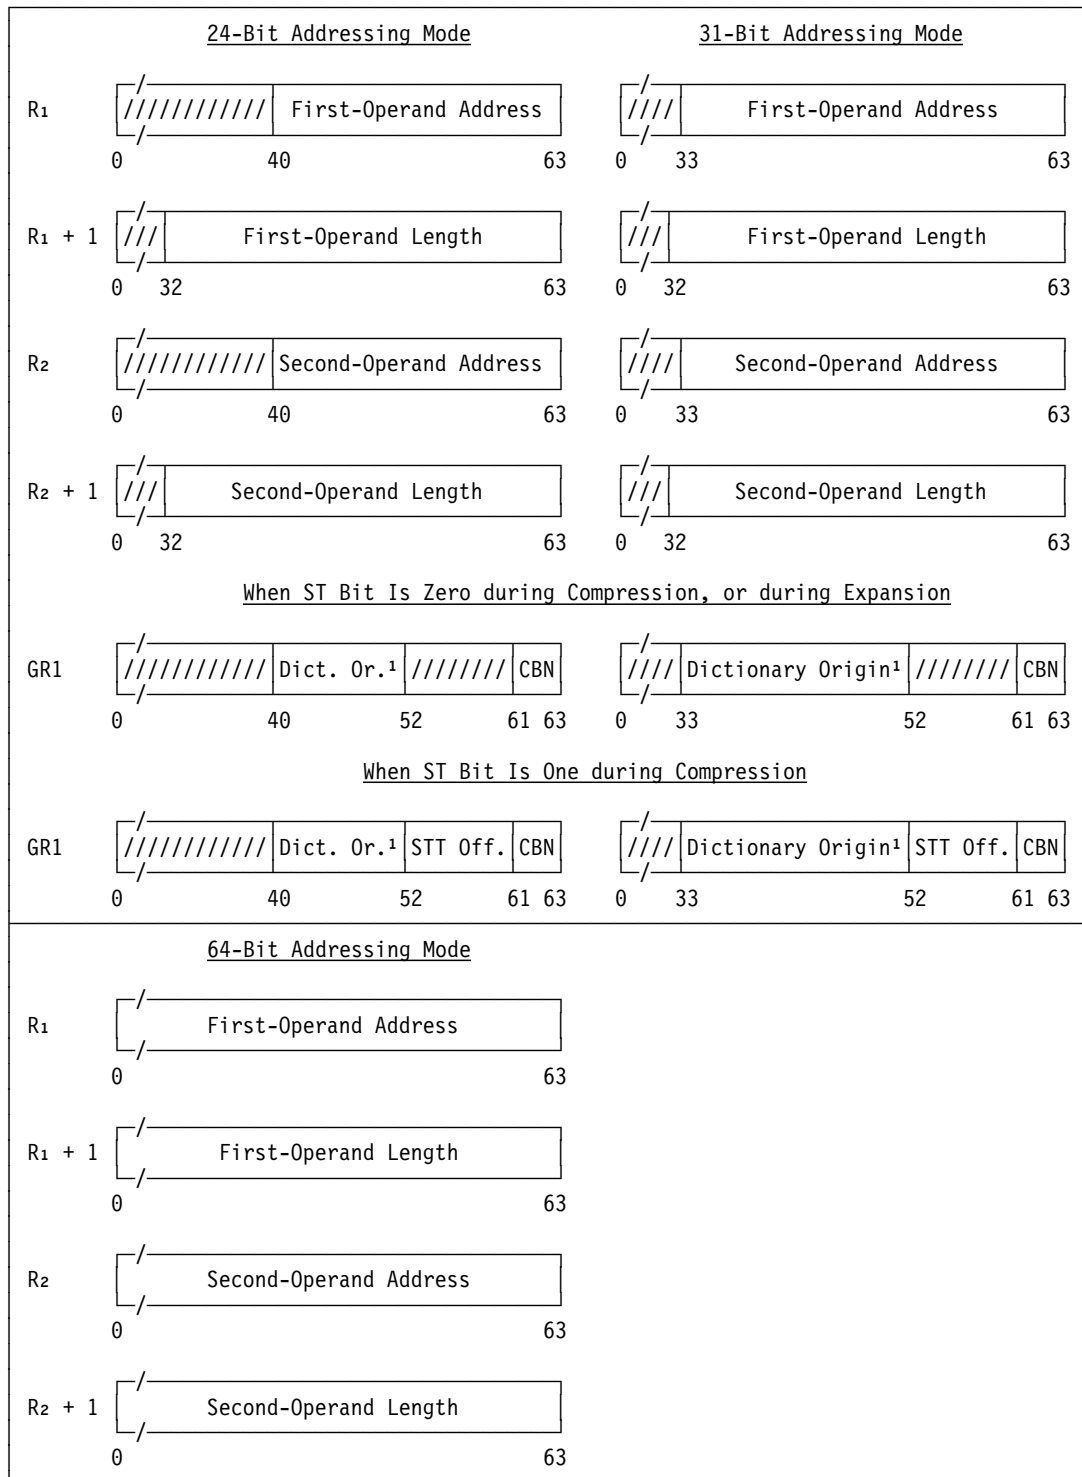 24-Bit Addressing Mode 31-Bit Addressing Mode
R₁ //////////// First-Operand Address //// First-Operand Address
0 40 63 0 33 63
R₁ + 1 /// First-Operand Length /// First-Operand Length
0 32 63 0 32 63
R₂ //////////// Second-Operand Address //// Second-Operand Address
0 40 63 0 33 63
R₂ + 1 /// Second-Operand Length /// Second-Operand Length
0 32 63 0 32 63
When ST Bit Is Zero during Compression, or during Expansion
GR1 //////////// Dict. Or.¹ //////// CBN //// Dictionary Origin¹ //////// CBN
0 40 52 61 63 0 33 52 61 63
When ST Bit Is One during Compression
GR1 //////////// Dict. Or.¹ STT Off. CBN //// Dictionary Origin¹ STT Off. CBN
0 40 52 61 63 0 33 52 61 63
64-Bit Addressing Mode
R₁ First-Operand Address
0 63
R₁ + 1 First-Operand Length
0 63
R₂ Second-Operand Address
0 63
R₂ + 1 Second-Operand Length
0 63